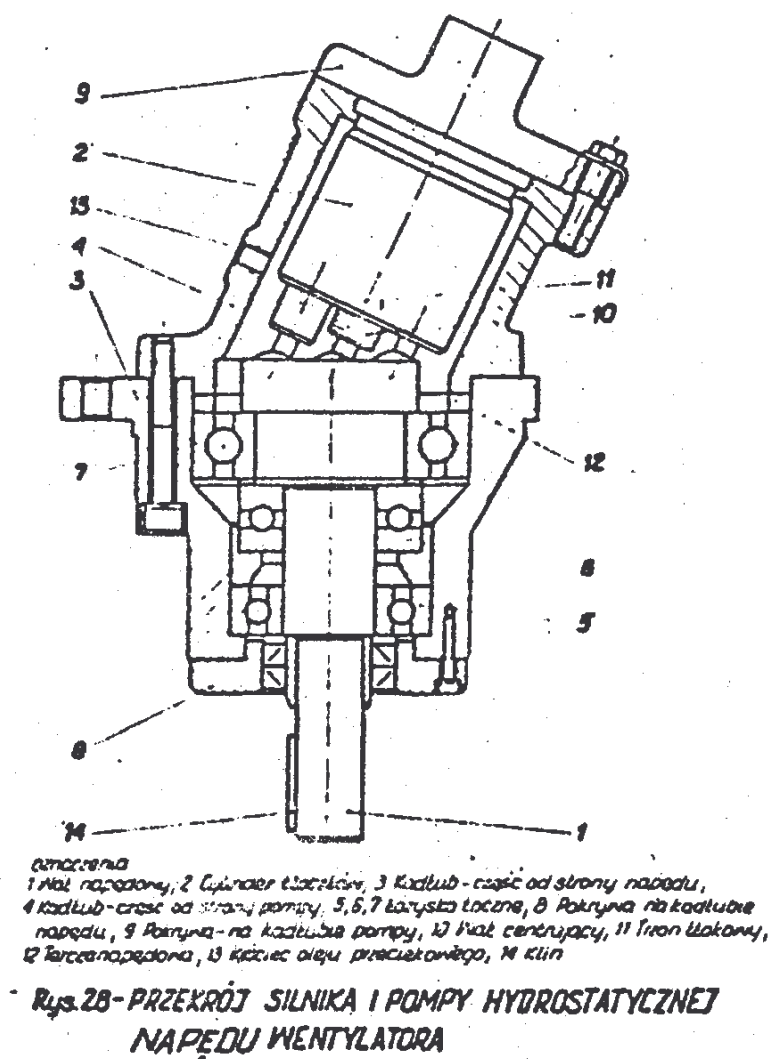 9
2
13
4
3
11
10
7
12
6
5
8
14
1
oznaczenia
1 Wał napędowy, 2 Cylinder tłoczków, 3 Kadłub-część od strony napędu,
4 Kadłub-część od strony pompy, 5,6,7 Łożyska toczne, 8 Pokrywa na kadłubie
napędu, 9 Pokrywa-na kadłubie pompy, 10 Wał centrujący, 11 Tłokowy,
12 Tarcza napędowa, 13 Króciec oleju przeciekowego, 14 Klin
Rys.28-PRZEKRÓJ SILNIKA I POMPY HYDROSTATYCZNEJ
NAPĘDU WENTYLATORA